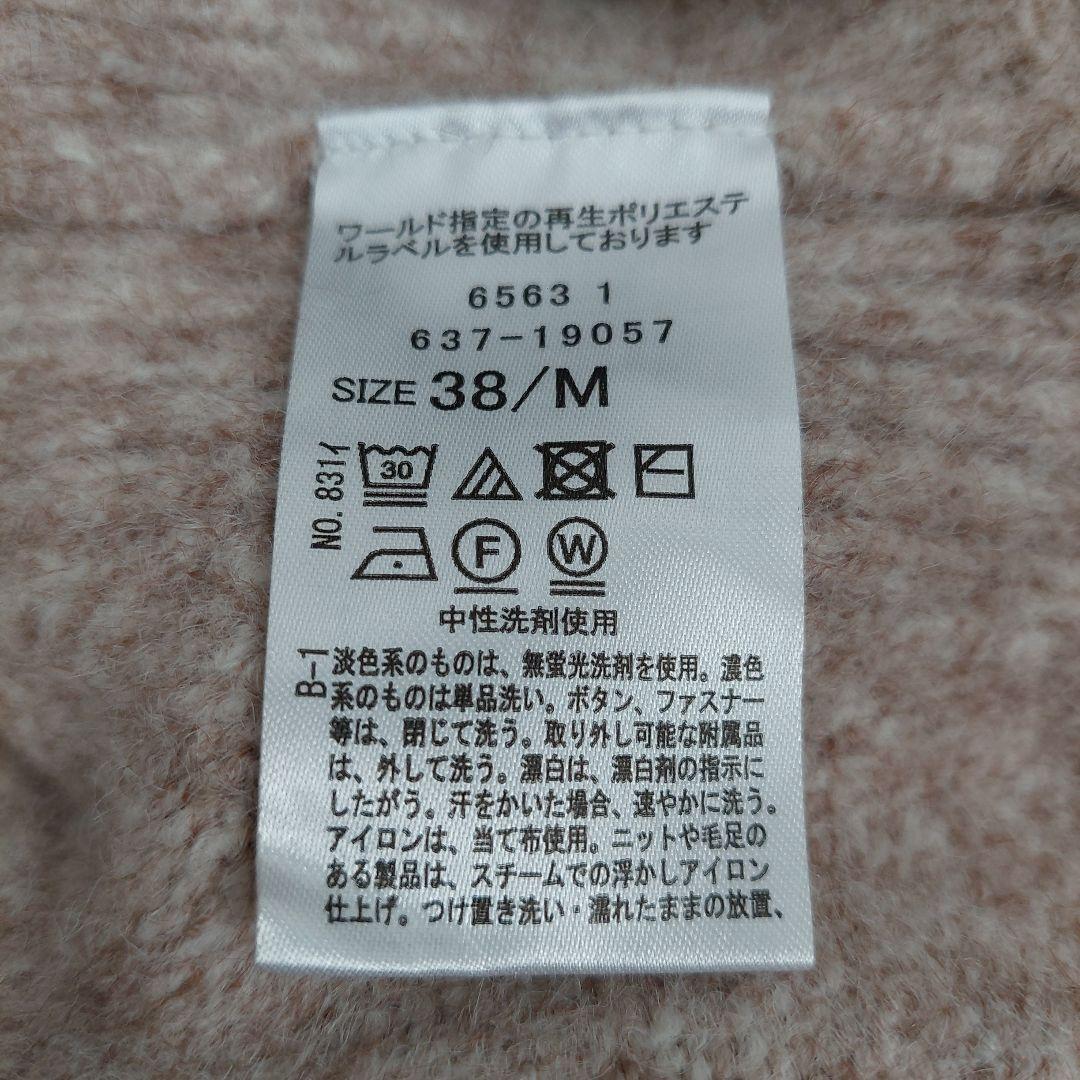 ワールド指定の再生ポリエステ
ルラベルを使用しております
6563 1
637-19057
SIZE 38/M
NO. 831イ
30
F
W
中性洗剤使用
B-1
淡色系のものは、無蛍光洗剤を使用。濃色
系のものは単品洗い。ボタン、ファスナー
等は、閉じて洗う。取り外し可能な附属品
は、外して洗う。漂白は、漂白剤の指示に
したがう。汗をかいた場合、速やかに洗う。
アイロンは、当て布使用。ニットや毛足の
ある製品は、スチームでの浮かしアイロン
仕上げ。つけ置き洗い・濡れたままの放置、